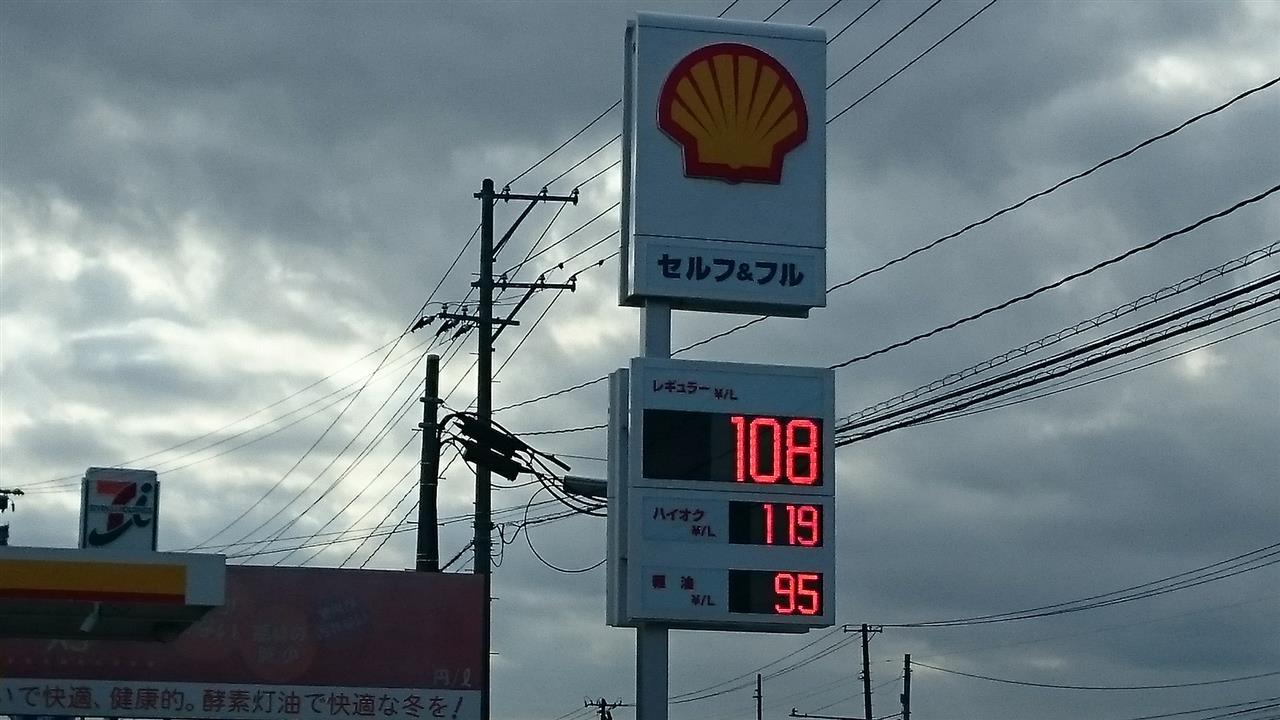 セルフ&フル
レギュラー ¥/L
108
ハイオク
¥/L
119
軽油
¥/L
95
円/ℓ
いで快適、健康的。酵素灯油で快適な冬を!